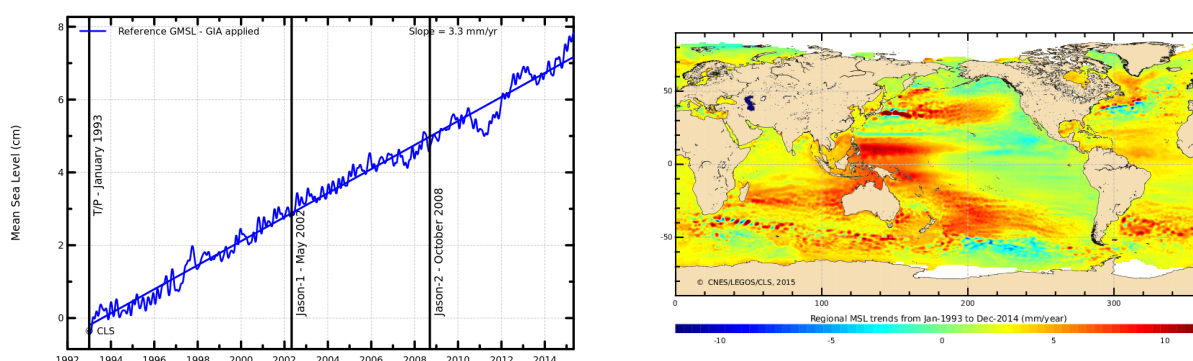 Reference GMSL - GIA applied
Slope = 3.3 mm/yr
8
6
4
2
0
Mean Sea Level (cm)
T/P - January 1993
Jason-1 - May 2002
Jason-2 - October 2008
© CLS
1992 1994 1996 1998 2000 2002 2004 2006 2008 2010 2012 2014
50
0
-50
© CNES/LEGOS/CLS, 2015
0 100 200 300
Regional MSL trends from Jan-1993 to Dec-2014 (mm/year)
-10 -5 0 5 10